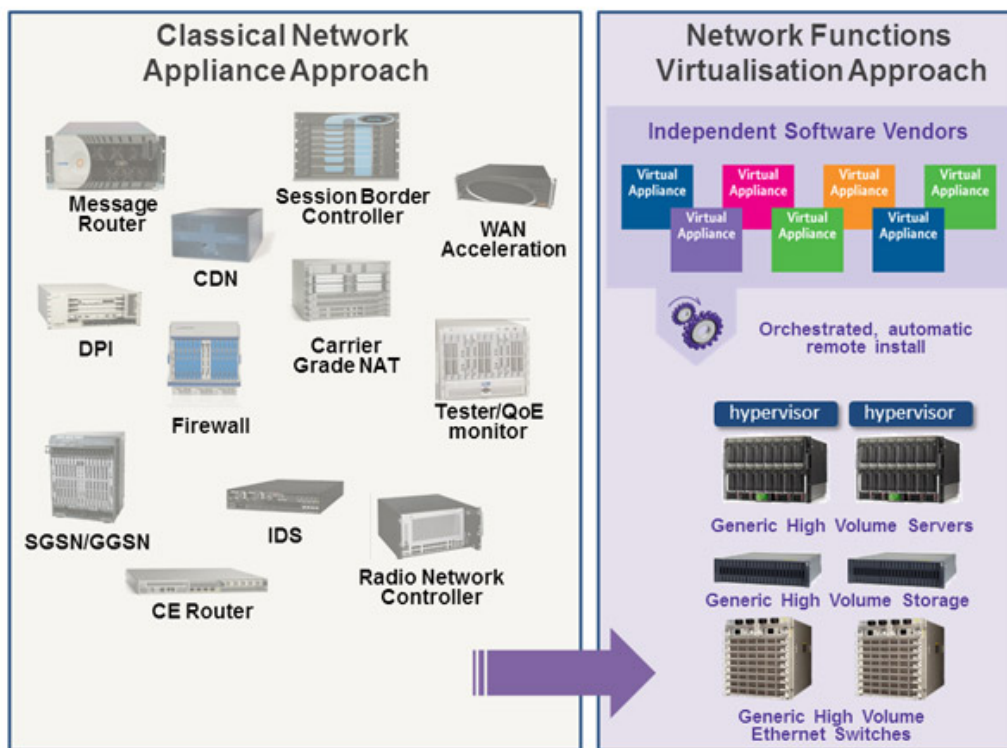 Classical Network
Appliance Approach
Message
Router
Session Border
Controller
WAN
Acceleration
CDN
DPI
Firewall
Carrier
Grade NAT
Tester/QoE
monitor
SGSN/GGSN
IDS
Radio Network
Controller
CE Router
Network Functions
Virtualisation Approach
Independent Software Vendors
Virtual
Appliance
Virtual
Appliance
Virtual
Appliance
Virtual
Appliance
Virtual
Appliance
Virtual
Appliance
Virtual
Appliance
Orchestrated, automatic
remote install
hypervisor
hypervisor
Generic High Volume Servers
Generic High Volume Storage
Generic High Volume
Ethernet Switches